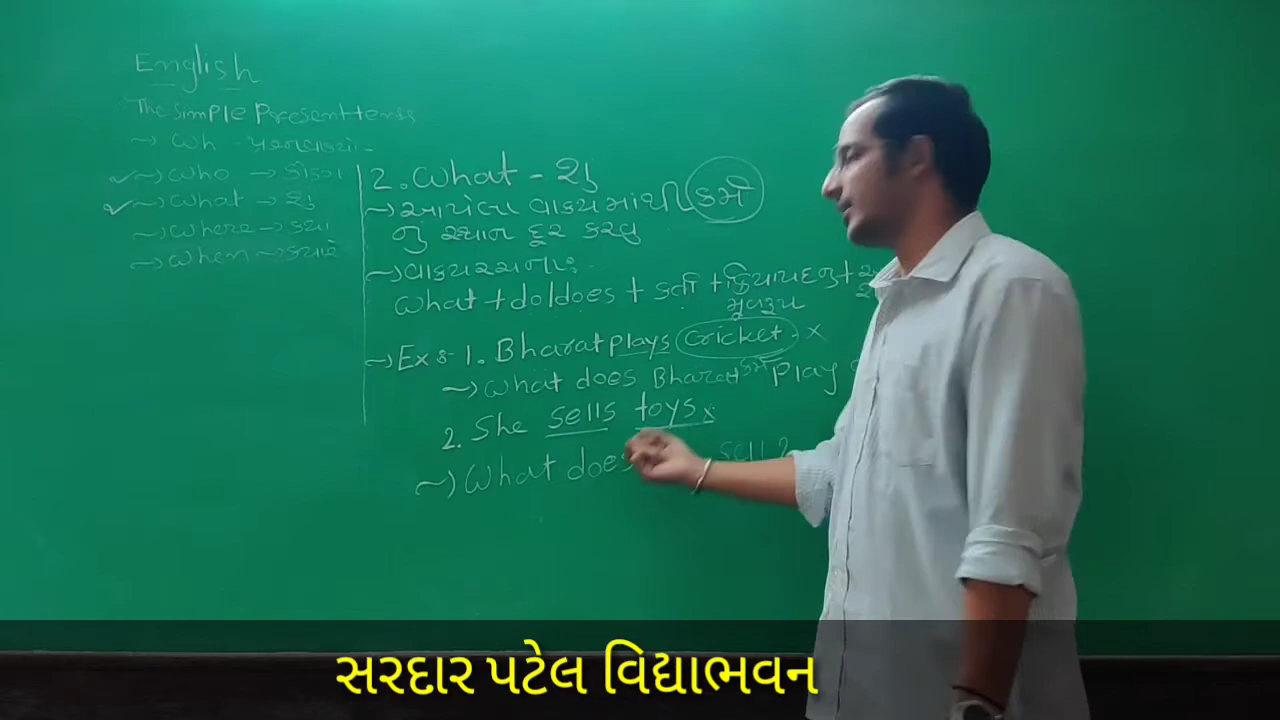 English
The Simple Present tense
~) Wh - પ્રશ્નવાક્યો -
✓~) Who → કોણ
✓~) What → શું
~) Where → ક્યાં
~) When → ક્યારે
2. What - શું
~) આપેલા વાક્યમાંથી કર્મ
નું સ્થાન દૂર કરવું
~) વાક્યરચના:-
What + do/does + કર્તા + ક્રિયાપદનું +
મુળરૂપ
~) Ex:- 1. Bharat plays cricket. x
કર્મ
~) What does Bharat play
2. She sells toys. x
~) What does sell?
સરદાર પટેલ વિદ્યાભવન